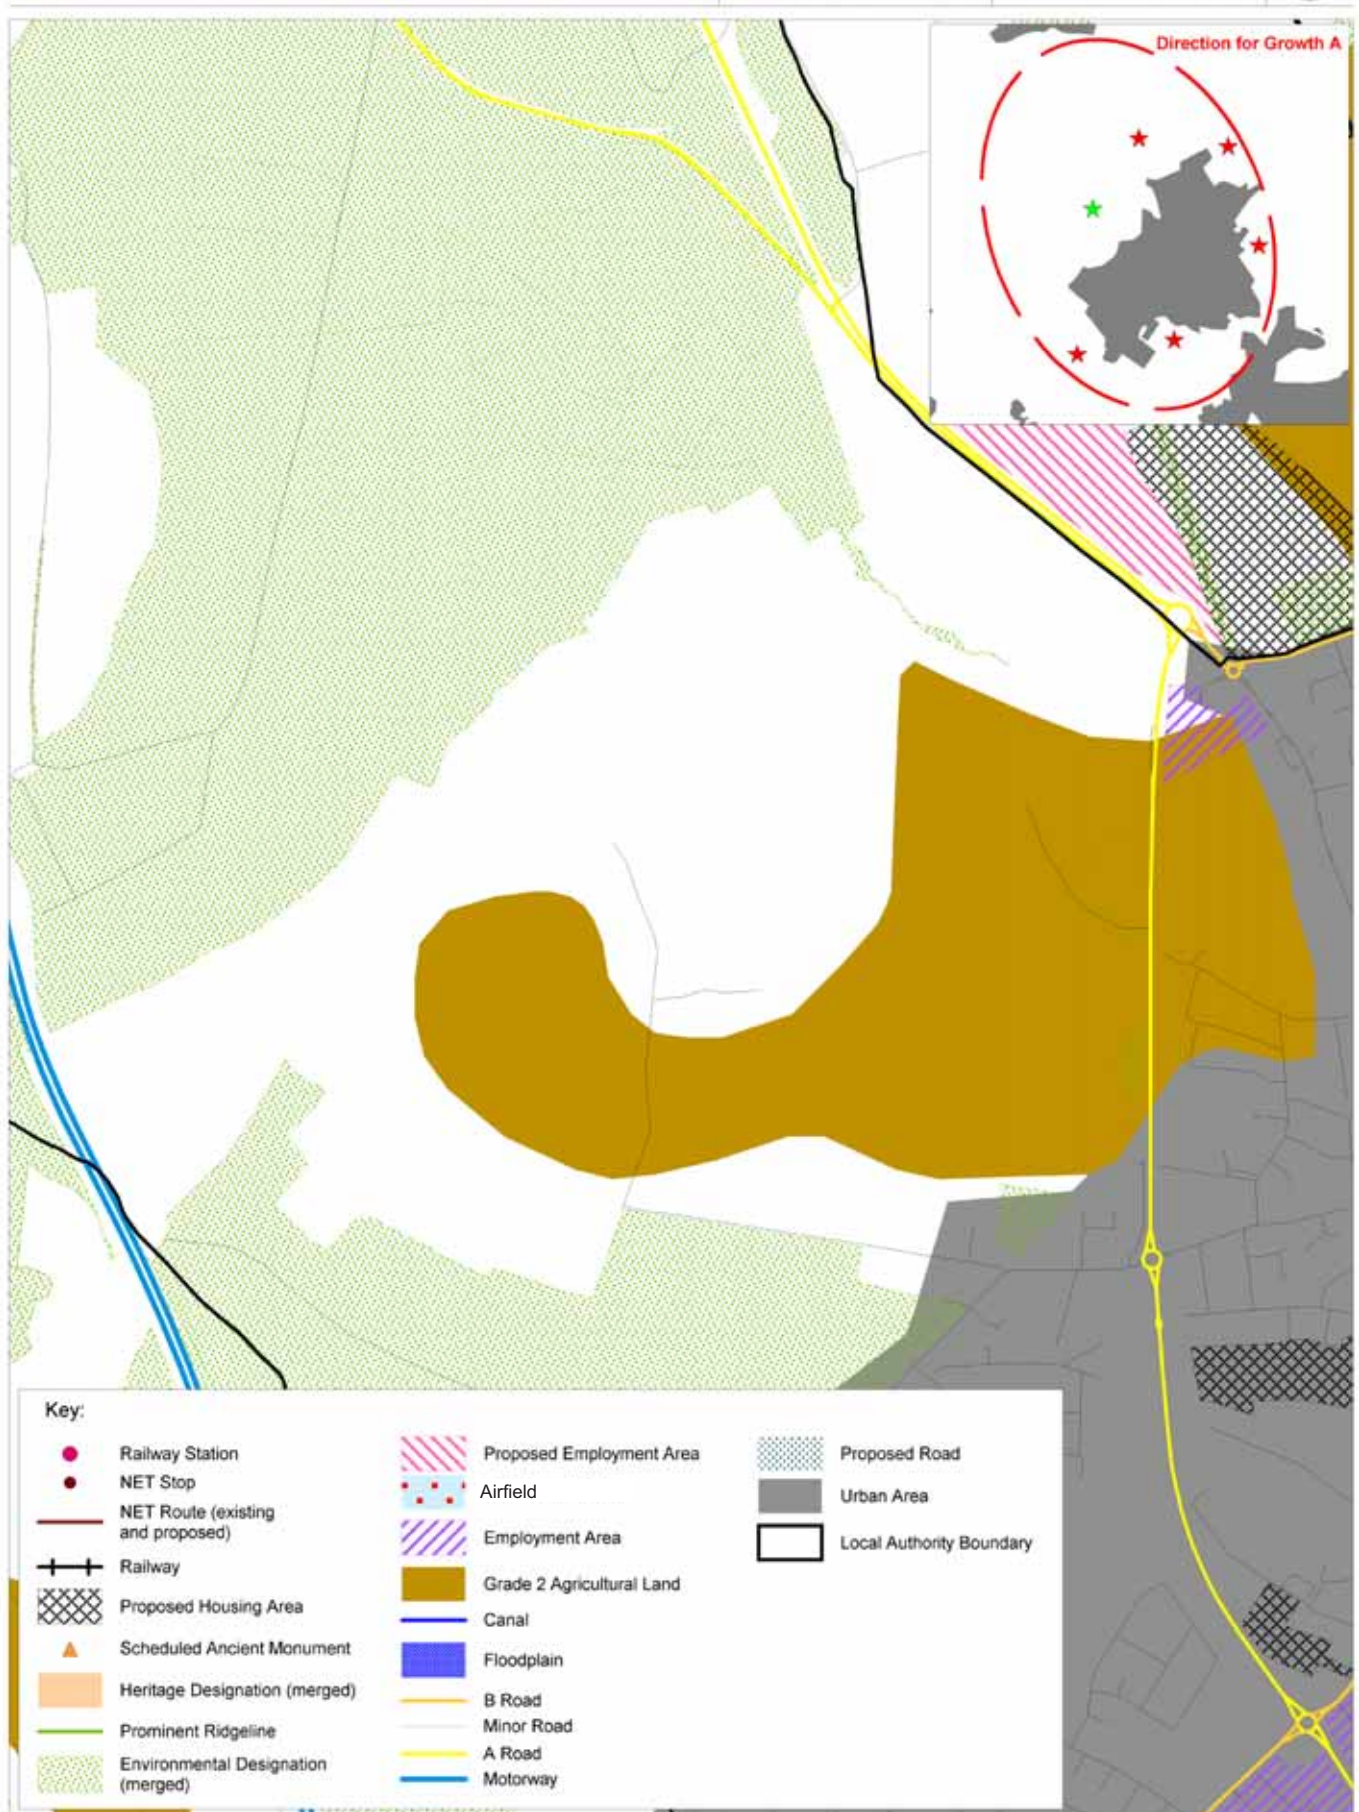 Direction for Growth A
Key:
Railway Station
NET Stop
NET Route (existing
and proposed)
Railway
Proposed Housing Area
Scheduled Ancient Monument
Heritage Designation (merged)
Prominent Ridgeline
Environmental Designation
(merged)
Proposed Employment Area
Airfield
Employment Area
Grade 2 Agricultural Land
Canal
Floodplain
B Road
Minor Road
A Road
Motorway
Proposed Road
Urban Area
Local Authority Boundary